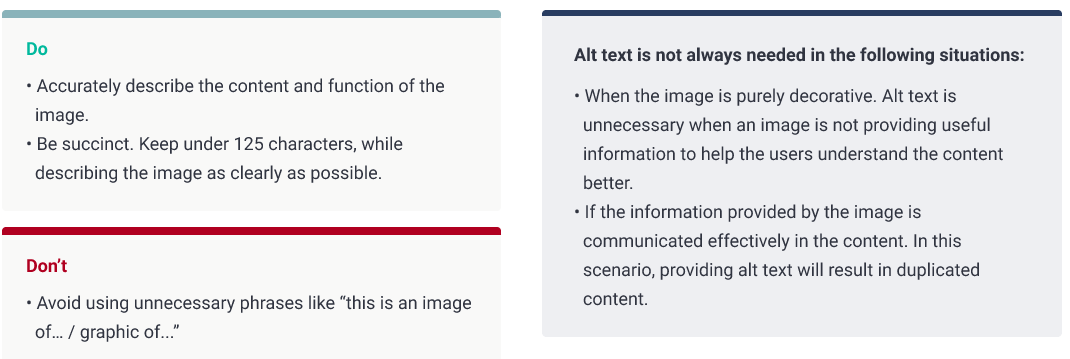 Do
• Accurately describe the content and function of the
image.
• Be succinct. Keep under 125 characters, while
describing the image as clearly as possible.
Don’t
• Avoid using unnecessary phrases like “this is an image
of... / graphic of...”
Alt text is not always needed in the following situations:
• When the image is purely decorative. Alt text is
unnecessary when an image is not providing useful
information to help the users understand the content
better.
• If the information provided by the image is
communicated effectively in the content. In this
scenario, providing alt text will result in duplicated
content.